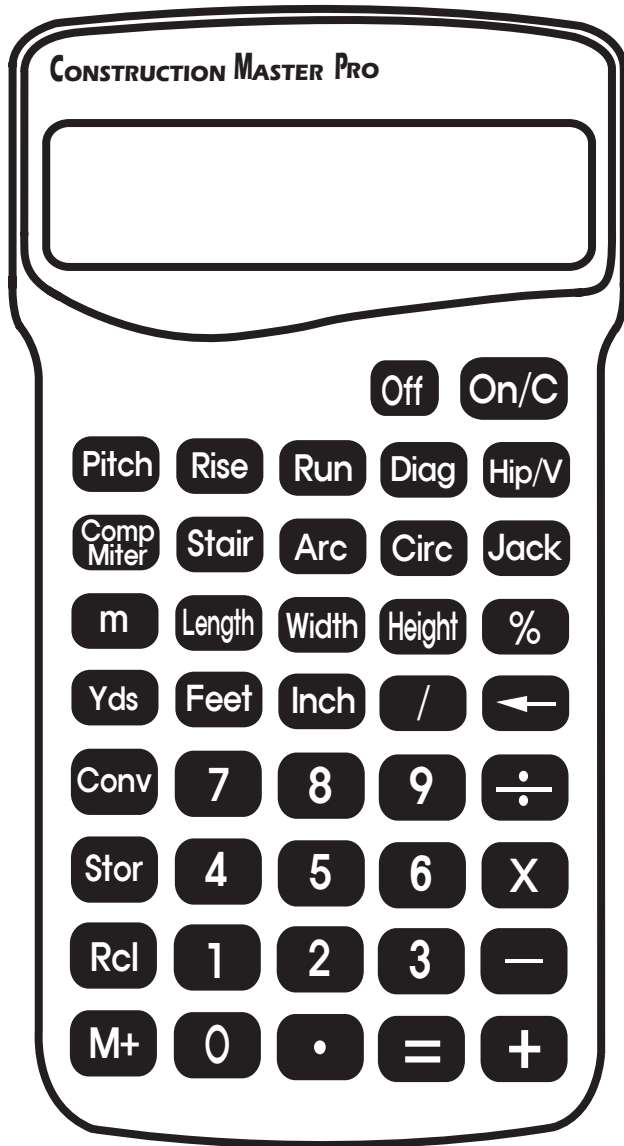 Construction Master Pro
Off On/C
Pitch Rise Run Diag Hip/V
Comp Miter Stair Arc Circ Jack
m Length Width Height %
Yds Feet Inch / ←
Conv 7 8 9 ÷
Stor 4 5 6 X
Rcl 1 2 3 −
M+ 0 • = +